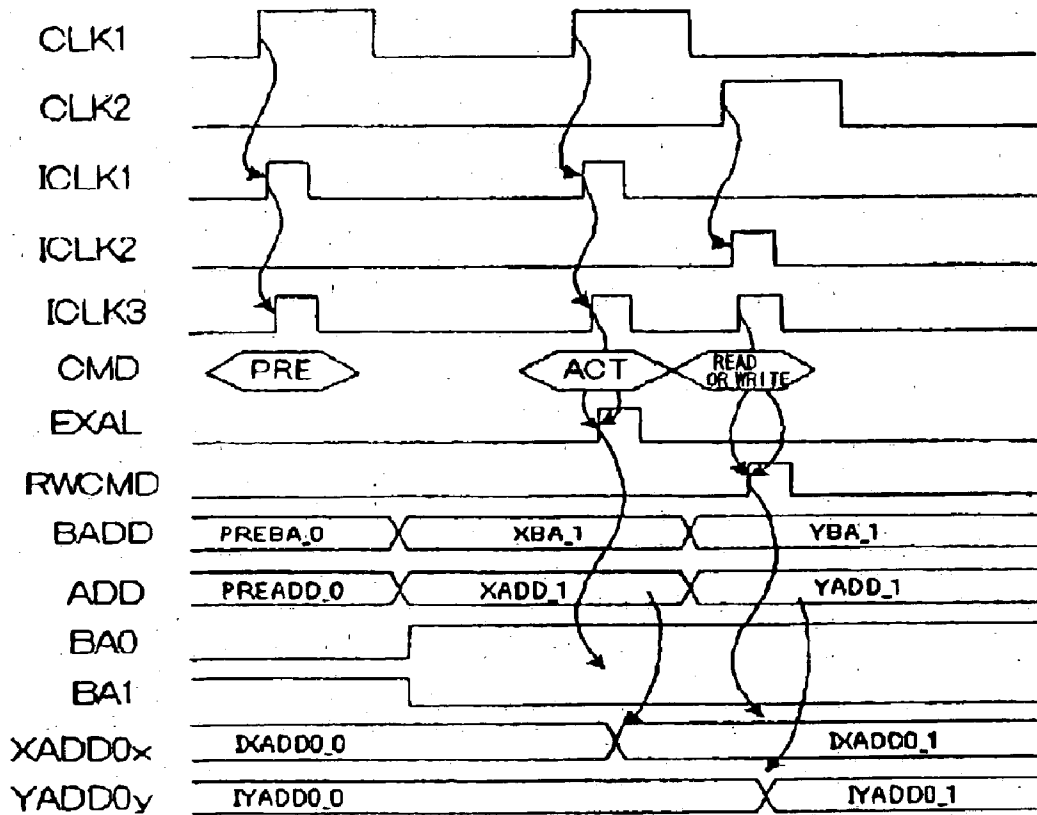 CLK1
CLK2
ICLK1
ICLK2
ICLK3
CMD PRE ACT READ
OR WRITE
EXAL
RWCMD
BADD PREBA_0 XBA_1 YBA_1
ADD PREADD_0 XADD_1 YADD_1
BA0
BA1
XADD0x IXADD0_0 IXADD0_1
YADD0y IYADD0_0 IYADD0_1